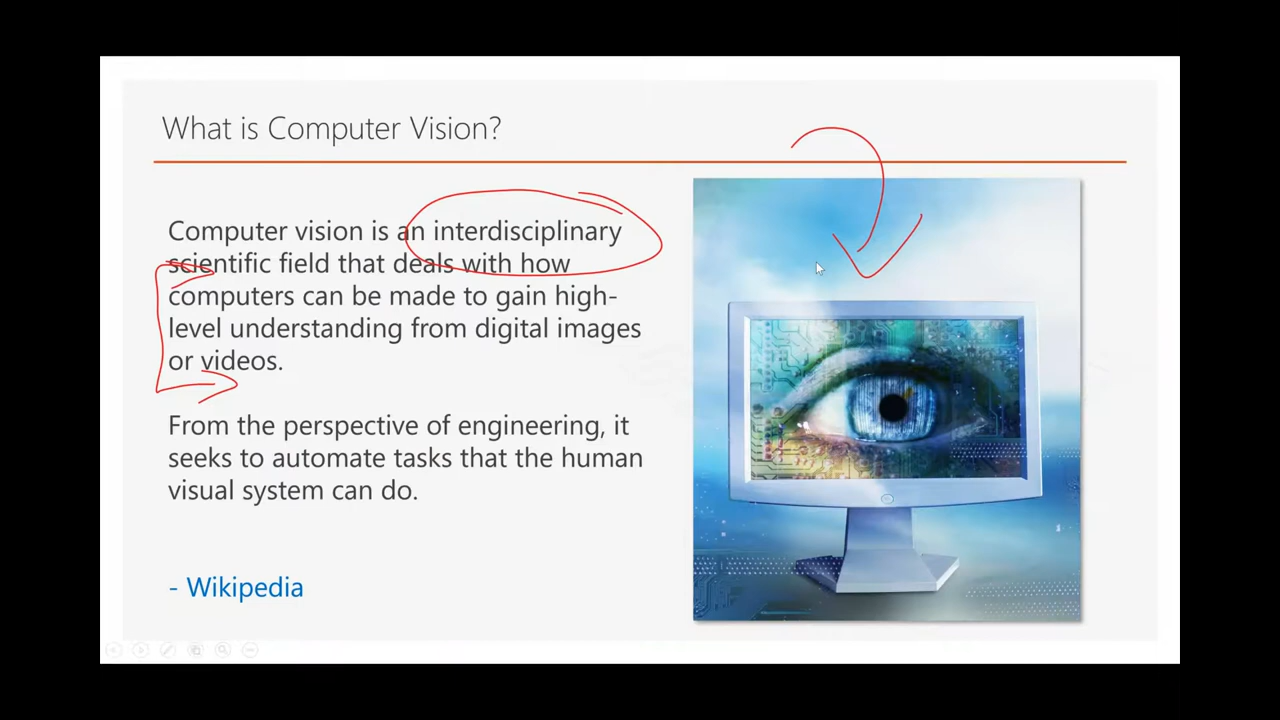 What is Computer Vision?
Computer vision is an interdisciplinary
scientific field that deals with how
computers can be made to gain high-
level understanding from digital images
or videos.
From the perspective of engineering, it
seeks to automate tasks that the human
visual system can do.
- Wikipedia